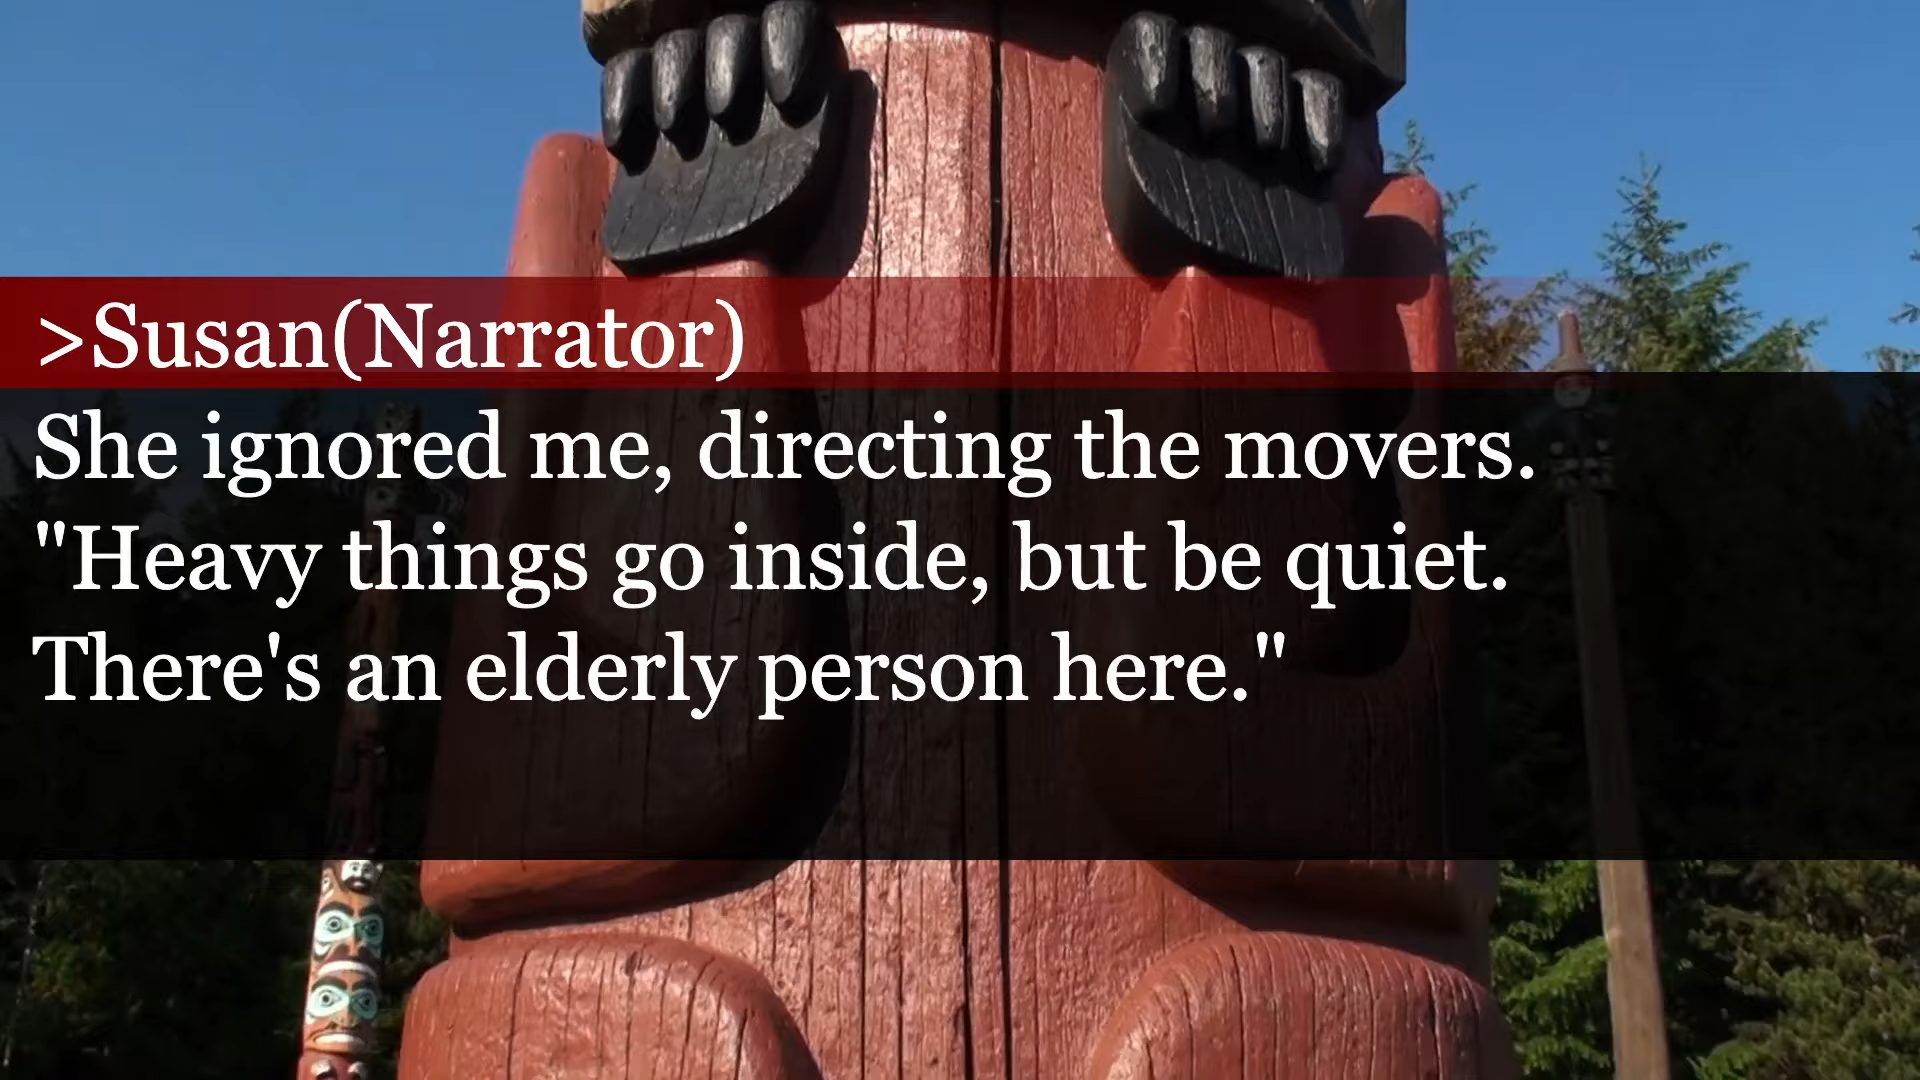 >Susan(Narrator)
She ignored me, directing the movers.
"Heavy things go inside, but be quiet.
There's an elderly person here."